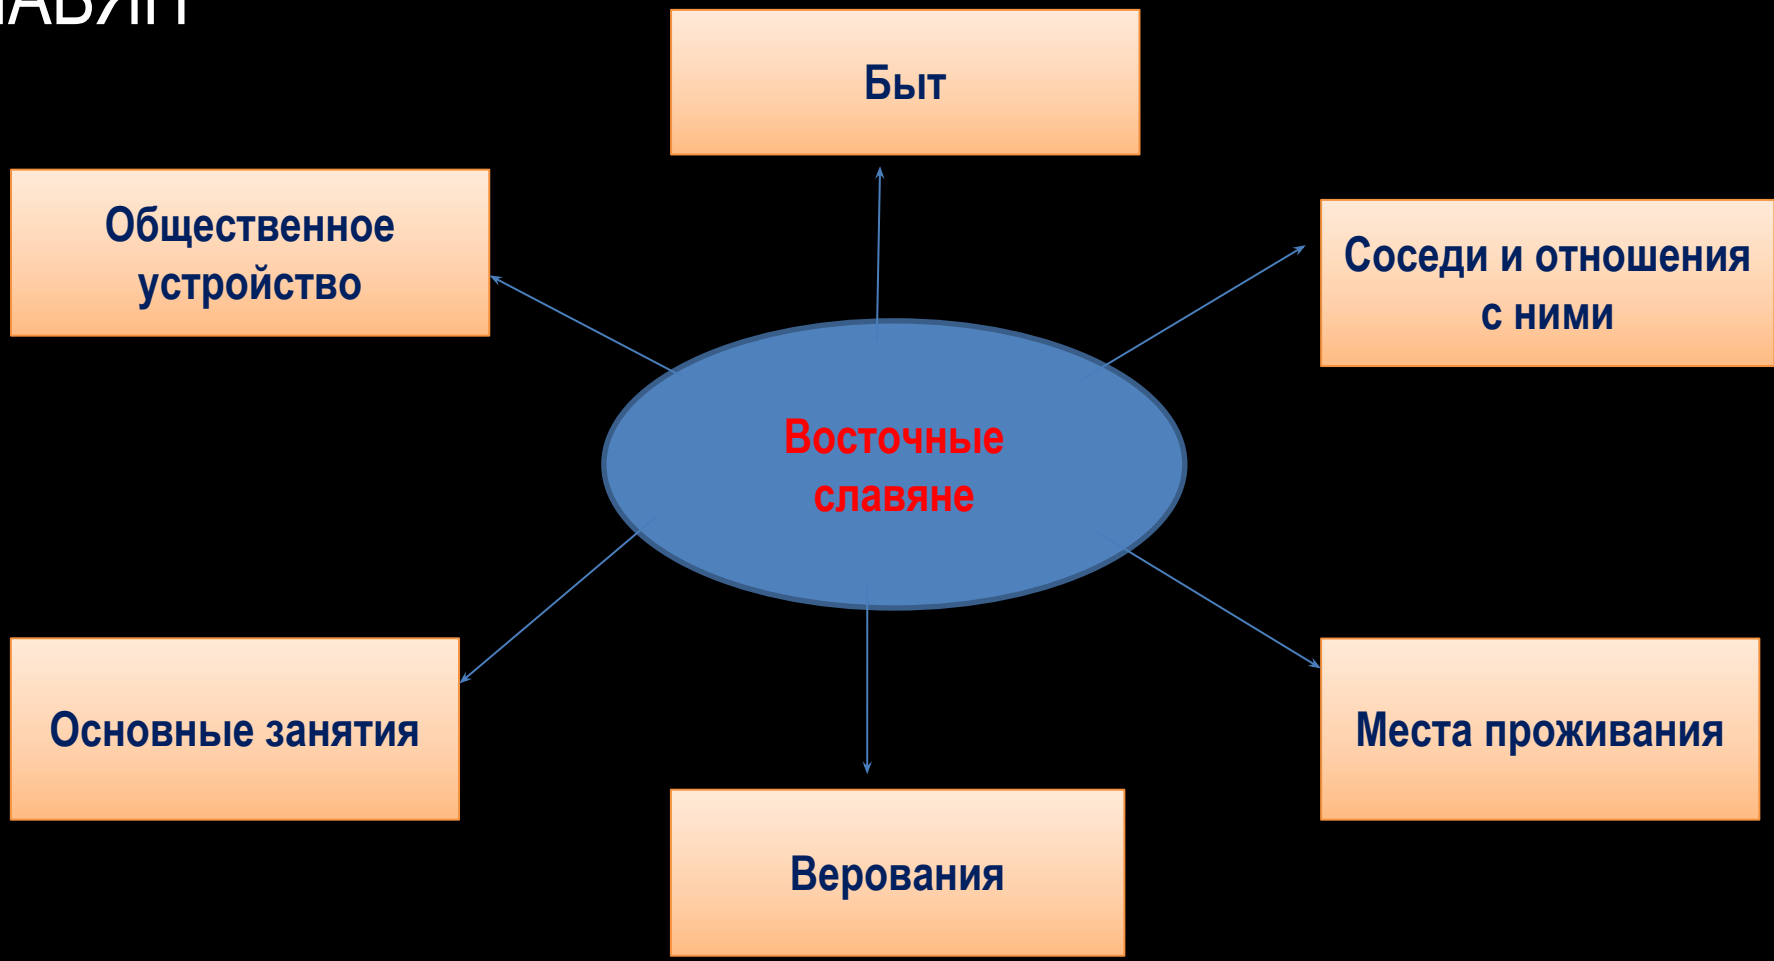 Быт
Общественное
устройство
Соседи и отношения
с ними
Восточные
славяне
Основные занятия
Места проживания
Верования